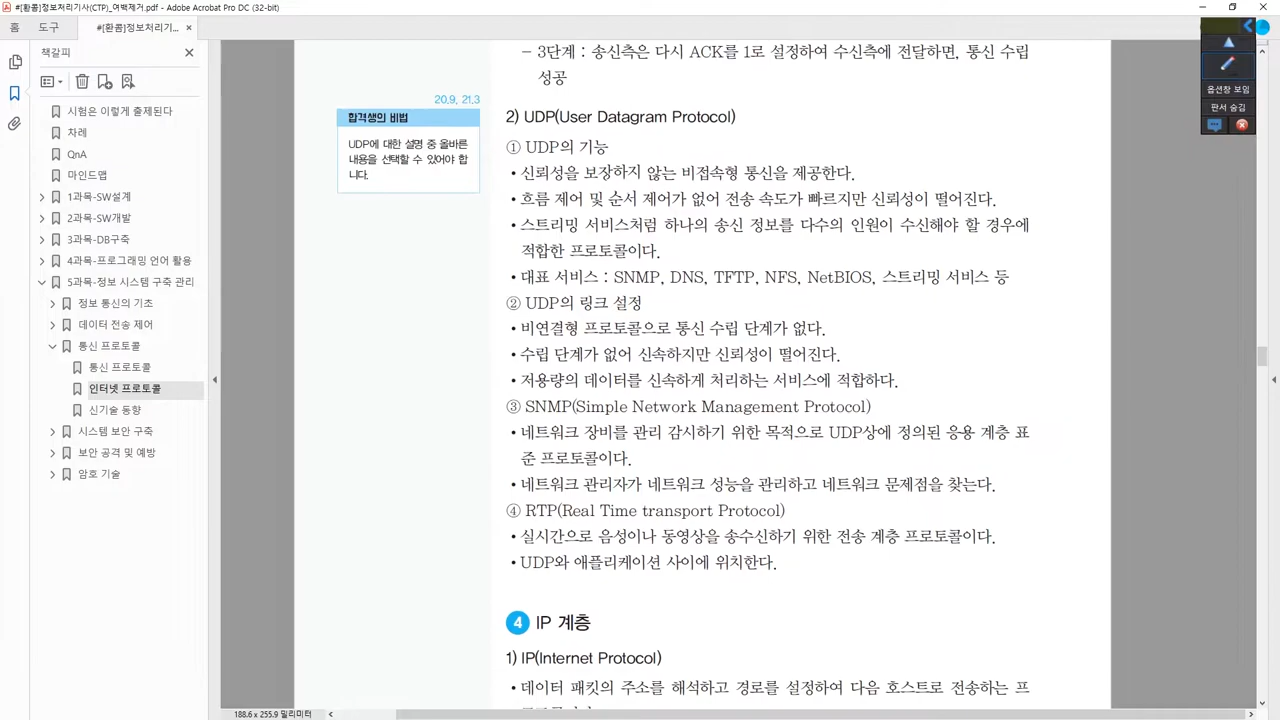 #[환콤]정보처리기사(CTP)_여백제거.pdf - Adobe Acrobat Pro DC (32-bit)
홈
도구
#[환콤]정보처리기...
책갈피
시험은 이렇게 출제된다
차례
QnA
마인드맵
1과목-SW설계
2과목-SW개발
3과목-DB구축
4과목-프로그래밍 언어 활용
5과목-정보 시스템 구축 관리
정보 통신의 기초
데이터 전송 제어
통신 프로토콜
통신 프로토콜
인터넷 프로토콜
신기술 동향
시스템 보안 구축
보안 공격 및 예방
암호 기술
- 3단계 : 송신측은 다시 ACK를 1로 설정하여 수신측에 전달하면, 통신 수립
성공
20.9, 21.3
합격생의 비법
UDP에 대한 설명 중 올바른
내용을 선택할 수 있어야 합
니다.
2) UDP(User Datagram Protocol)
① UDP의 기능
• 신뢰성을 보장하지 않는 비접속형 통신을 제공한다.
• 흐름 제어 및 순서 제어가 없어 전송 속도가 빠르지만 신뢰성이 떨어진다.
• 스트리밍 서비스처럼 하나의 송신 정보를 다수의 인원이 수신해야 할 경우에
적합한 프로토콜이다.
• 대표 서비스 : SNMP, DNS, TFTP, NFS, NetBIOS, 스트리밍 서비스 등
② UDP의 링크 설정
• 비연결형 프로토콜으로 통신 수립 단계가 없다.
• 수립 단계가 없어 신속하지만 신뢰성이 떨어진다.
• 저용량의 데이터를 신속하게 처리하는 서비스에 적합하다.
③ SNMP(Simple Network Management Protocol)
• 네트워크 장비를 관리 감시하기 위한 목적으로 UDP상에 정의된 응용 계층 표
준 프로토콜이다.
• 네트워크 관리자가 네트워크 성능을 관리하고 네트워크 문제점을 찾는다.
④ RTP(Real Time transport Protocol)
• 실시간으로 음성이나 동영상을 송수신하기 위한 전송 계층 프로토콜이다.
• UDP와 애플리케이션 사이에 위치한다.
4 IP 계층
1) IP(Internet Protocol)
• 데이터 패킷의 주소를 해석하고 경로를 설정하여 다음 호스트로 전송하는 프
옵션창 보임
판서 숨김
188.6 x 255.9 밀리미터